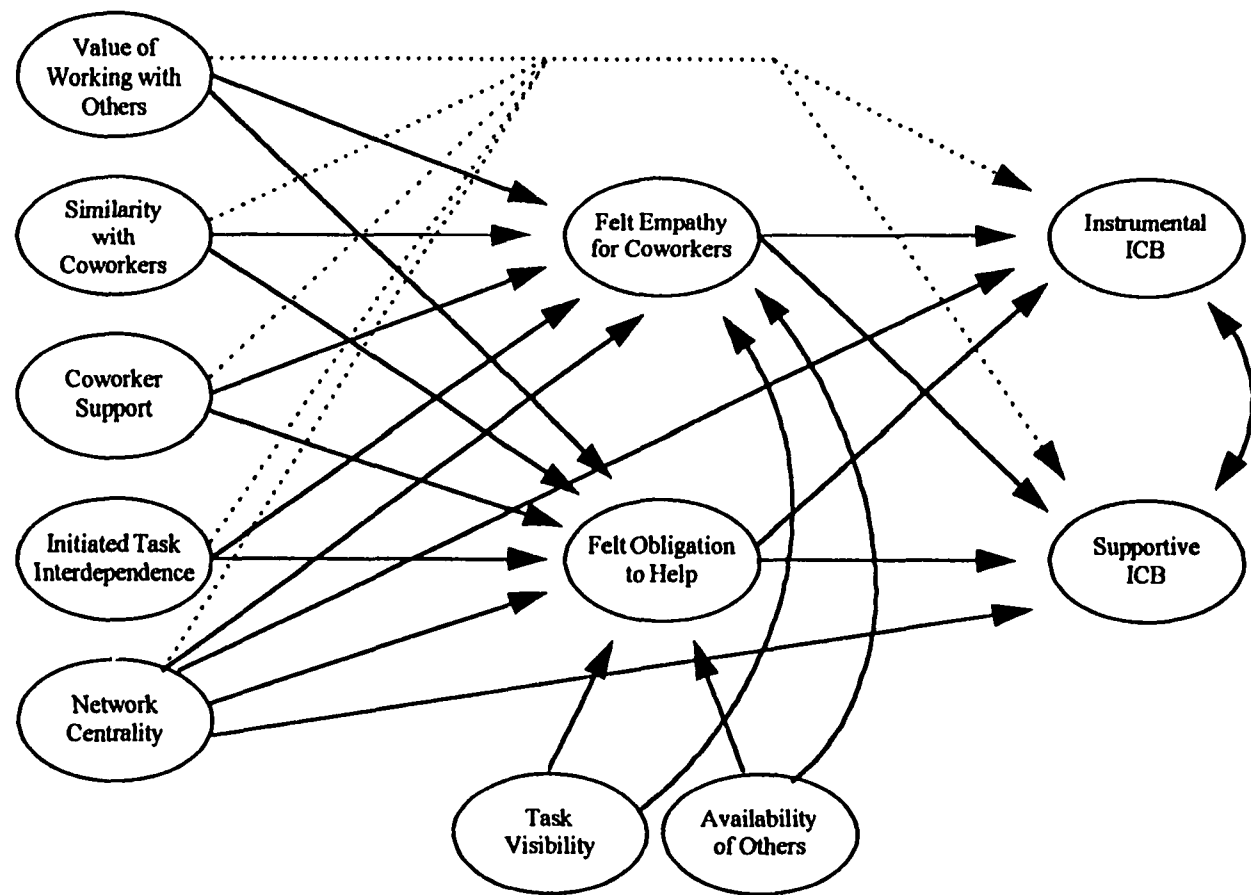 Value of
Working with
Others
Similarity
with
Coworkers
Coworker
Support
Initiated Task
Interdependence
Network
Centrality
Felt Empathy
for Coworkers
Felt Obligation
to Help
Task
Visibility
Availability
of Others
Instrumental
ICB
Supportive
ICB